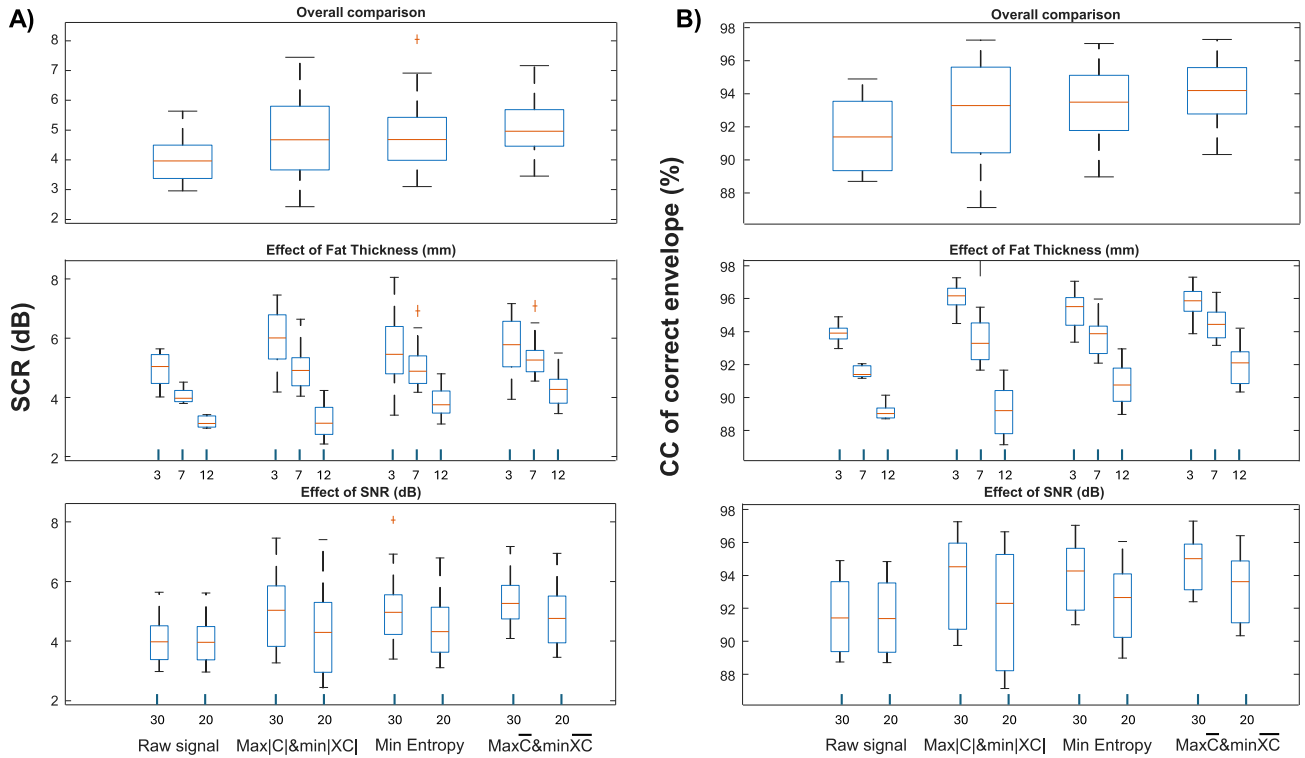 A)
Overall comparison
8
7
6
5
4
3
2
Effect of Fat Thickness (mm)
8
6
4
2
3 7 12 3 7 12 3 7 12 3 7 12
Effect of SNR (dB)
8
6
4
2
30 20 30 20 30 20 30 20
Raw signal Max|C|&min|XC| Min Entropy MaxC̅&minX̅C̅
SCR (dB)
B)
Overall comparison
98
96
94
92
90
88
Effect of Fat Thickness (mm)
98
96
94
92
90
88
3 7 12 3 7 12 3 7 12 3 7 12
Effect of SNR (dB)
96
94
92
90
88
30 20 30 20 30 20 30 20
Raw signal Max|C|&min|XC| Min Entropy MaxC̅&minX̅C̅
CC of correct envelope (%)